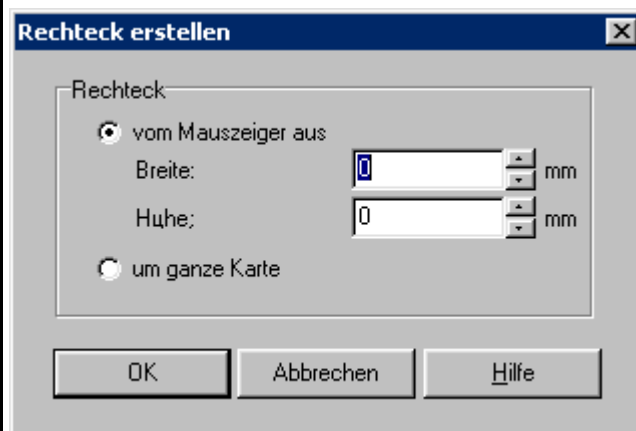 Rechteck erstellen
Rechteck
vom Mauszeiger aus
Breite: 0 mm
Hцhe; 0 mm
um ganze Karte
OK Abbrechen Hilfe